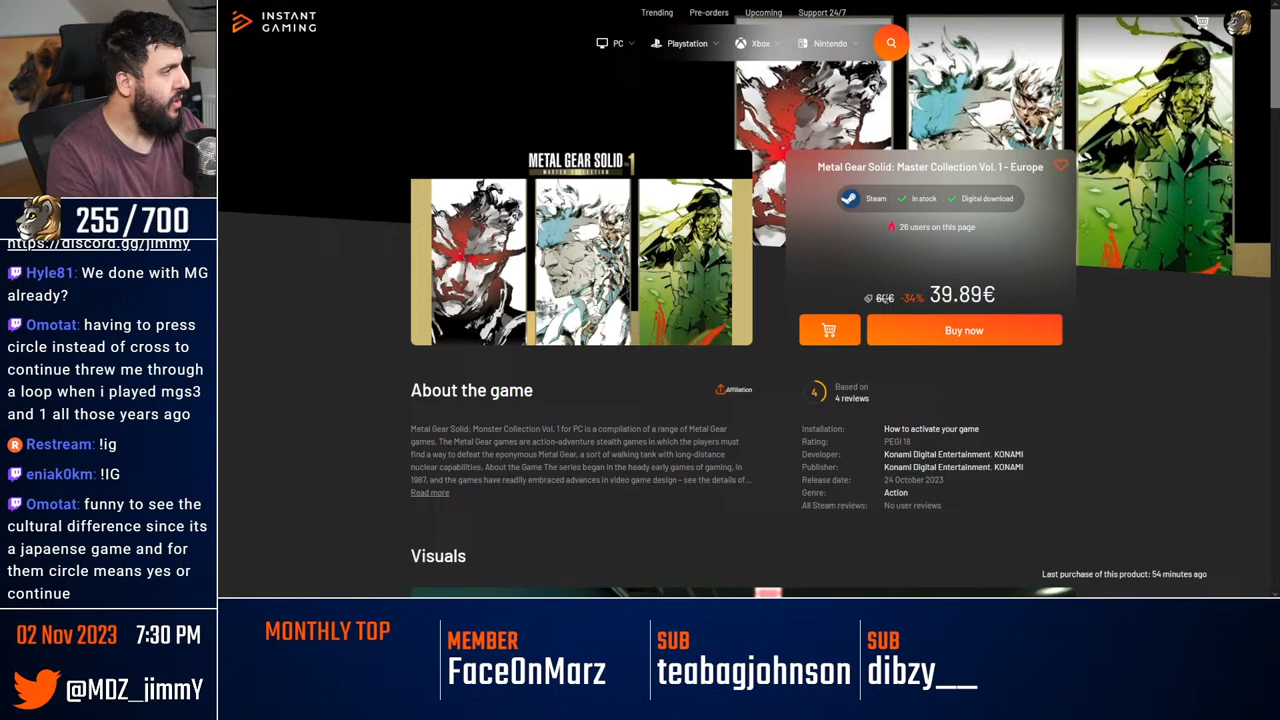 INSTANT
GAMING
Trending
Pre-orders
Upcoming
Support 24/7
PC
Playstation
Xbox
Nintendo
METAL GEAR SOLID 1
MASTER COLLECTION
Metal Gear Solid: Master Collection Vol. 1 - Europe
Steam
In stock
Digital download
26 users on this page
60€ -34% 39.89€
Buy now
About the game
Affiliation
4
Based on
4 reviews
Metal Gear Solid: Master Collection Vol. 1 for PC is a compilation of a range of Metal Gear
games. The Metal Gear games are action-adventure stealth games in which the players must
find a way to defeat the eponymous Metal Gear, a sort of walking tank with long-distance
nuclear capabilities. About the Game The series began in the heady early games of gaming, in
1987, and the games have readily embraced advances in video game design - see the details of...
Read more
Installation: How to activate your game
Rating: PEGI 18
Developer: Konami Digital Entertainment, KONAMI
Publisher: Konami Digital Entertainment, KONAMI
Release date: 24 October 2023
Genre: Action
All Steam reviews: No user reviews
Visuals
Last purchase of this product: 54 minutes ago
255 / 700
https://discord.gg/jimmy
Hyle81: We done with MG
already?
Omotat: having to press
circle instead of cross to
continue threw me through
a loop when i played mgs3
and 1 all those years ago
Restream: !ig
eniak0km: !IG
Omotat: funny to see the
cultural difference since its
a japaense game and for
them circle means yes or
continue
02 Nov 2023 7:30 PM
@MDZ_jimmY
MONTHLY TOP
MEMBER
FaceOnMarz
SUB
teabagjohnson
SUB
dibzy__